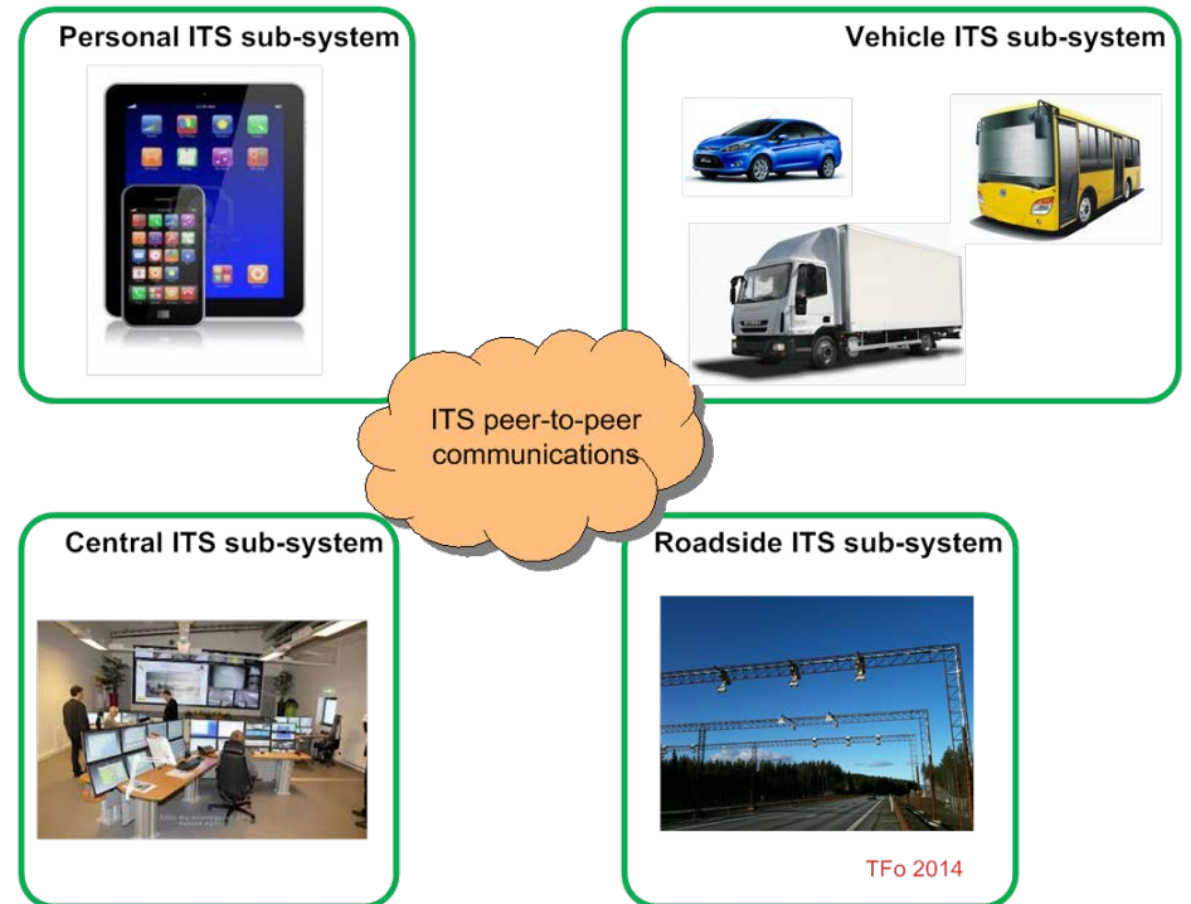 Personal ITS sub-system
Vehicle ITS sub-system
ITS peer-to-peer
communications
Central ITS sub-system
Roadside ITS sub-system
TFo 2014